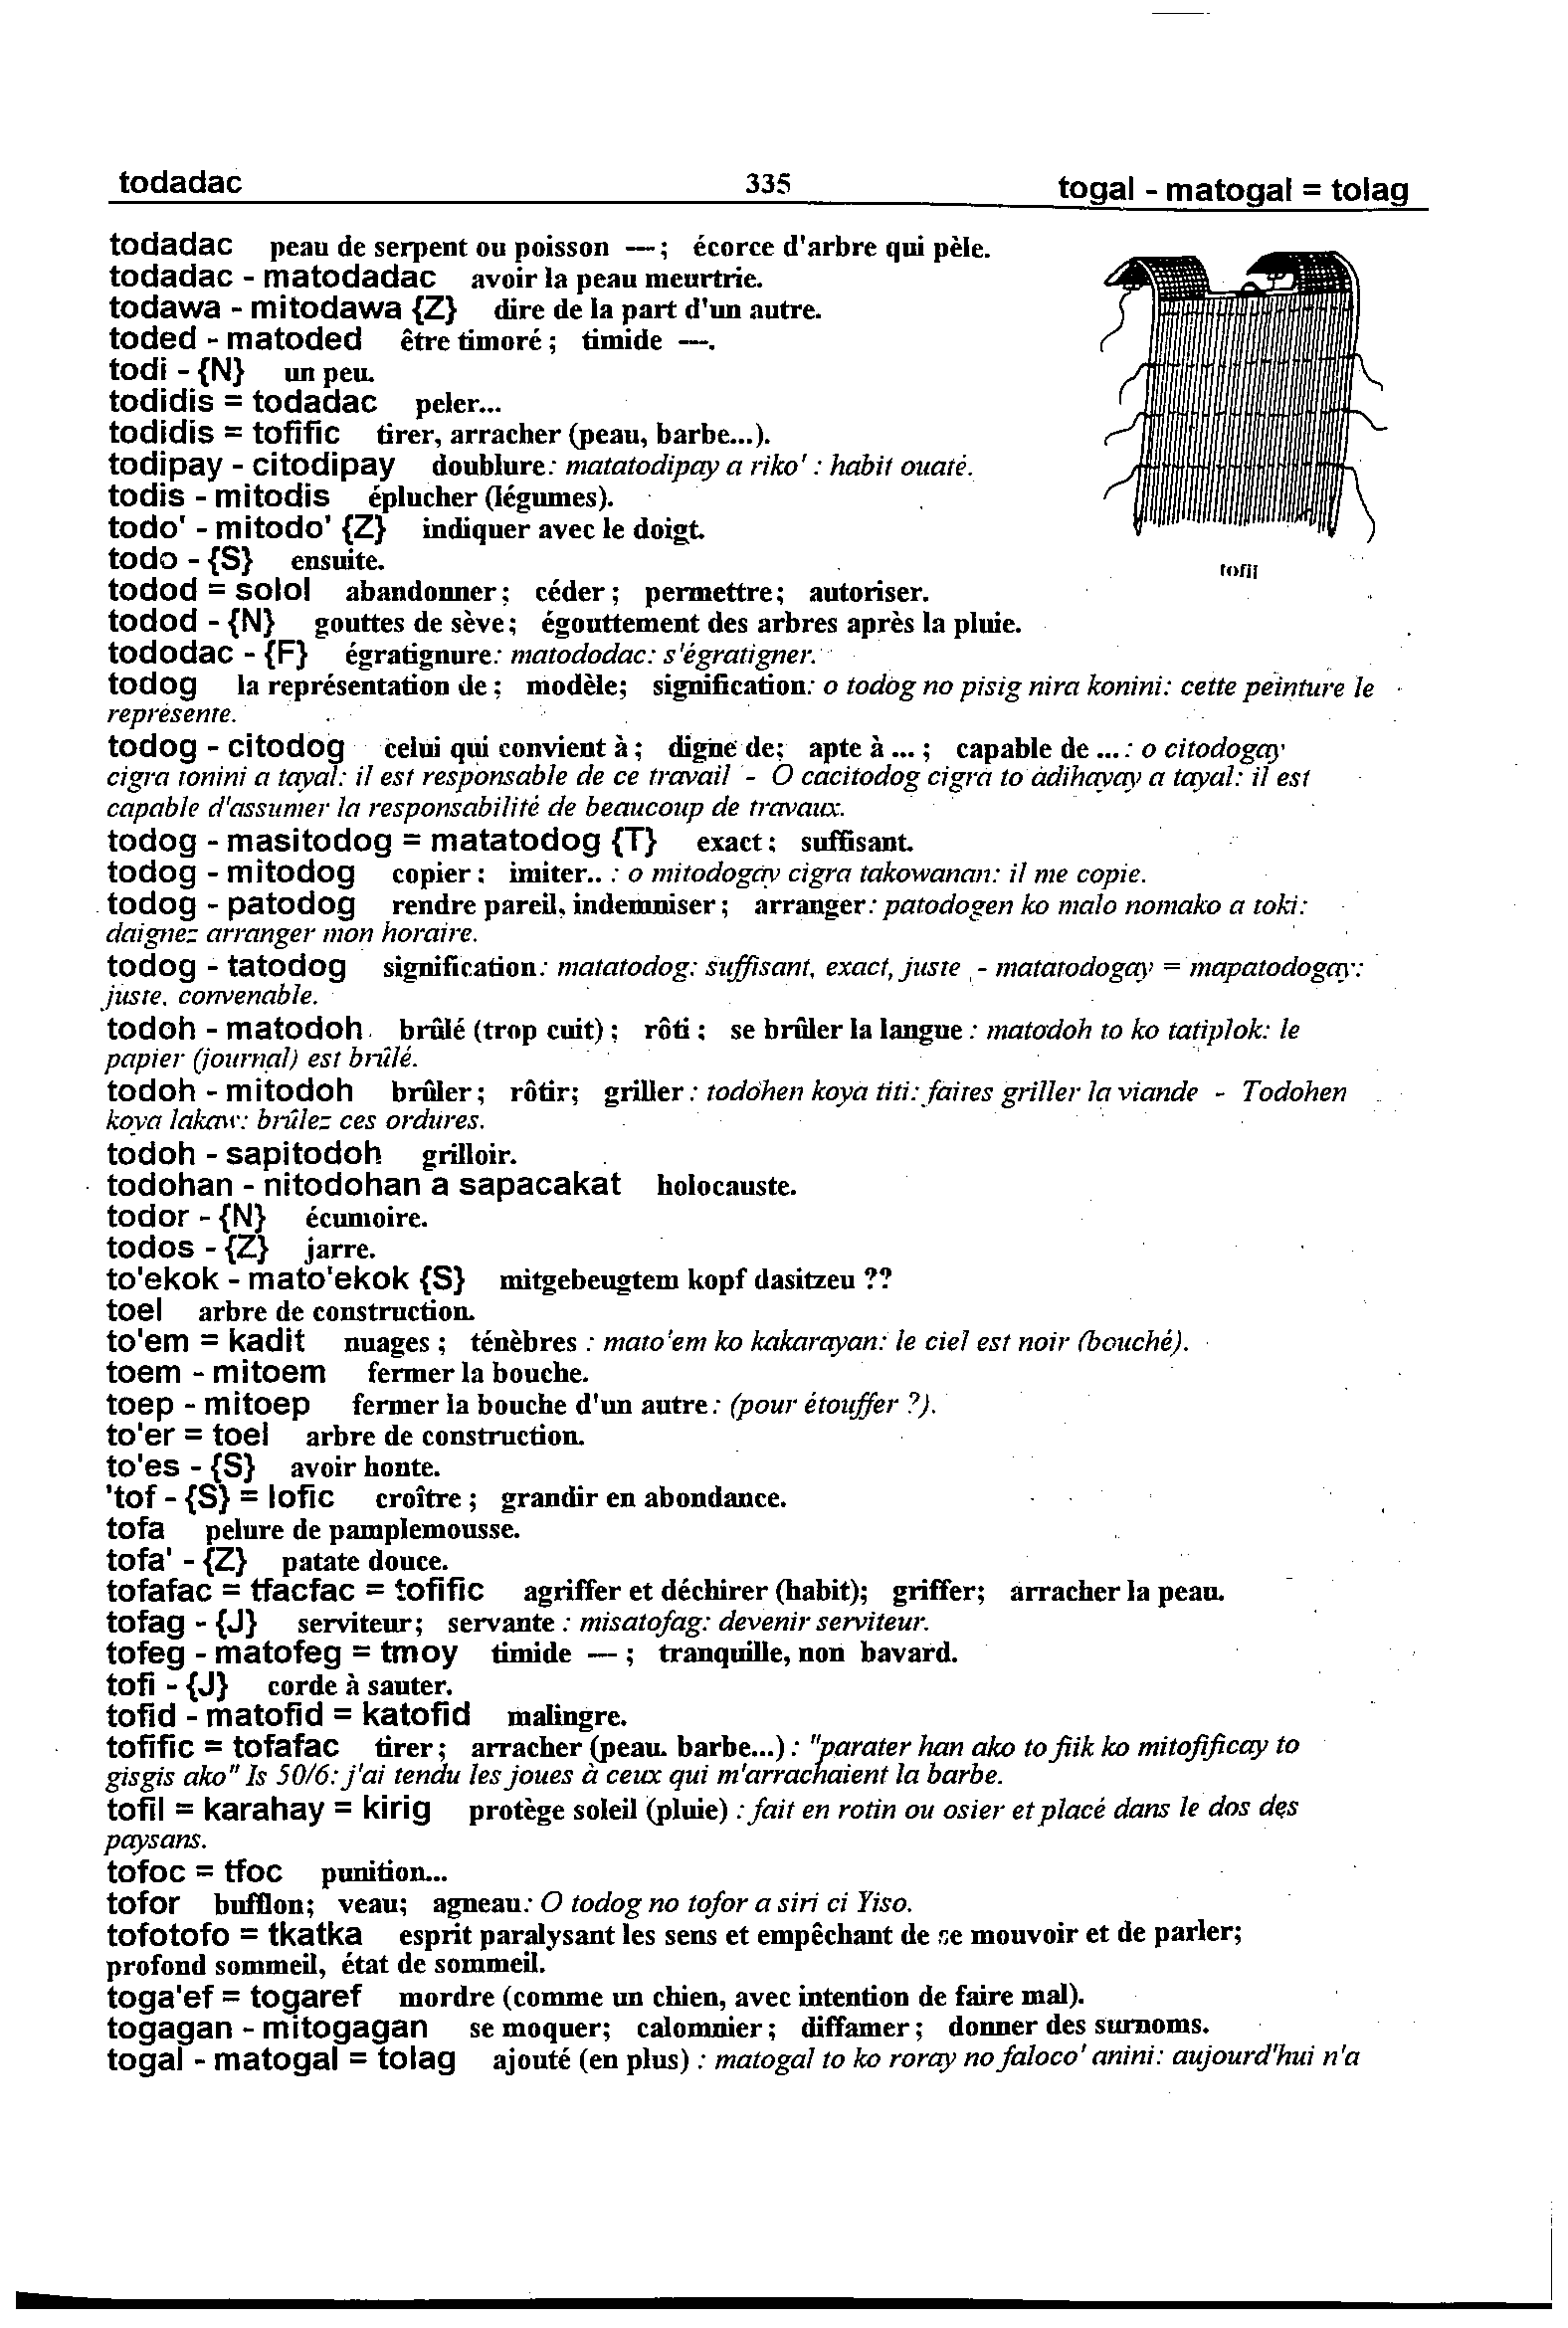 todadac 335 togal - matogal = tolag
todadac peau de serpent ou poisson —; écorce d'arbre qui pèle.
todadac - matodadac avoir la peau meurtrie.
todawa - mitodawa {Z} dire de la part d'un autre.
toded - matoded être timoré ; timide —.
todi - {N} un peu.
todidis = todadac peler...
todidis = tofific tirer, arracher (peau, barbe...).
todipay - citodipay doublure: matatodipay a riko' : habit ouaté.
todis - mitodis éplucher (légumes).
todo' - mitodo' {Z} indiquer avec le doigt.
todo - {S} ensuite.
tofil
todod = solol abandonner; céder ; permettre; autoriser.
todod - {N} gouttes de sève; égouttement des arbres après la pluie.
tododac - {F} égratignure: matododac: s'égratigner.
todog la représentation de ; modèle; signification: o todog no pisig nira konini: cette peinture le
représente.
todog - citodog celui qui convient à ; digne de; apte à ... ; capable de ...: o citodogay
cigra tonini a tayal: il est responsable de ce travail - O cacitodog cigra to adihayay a tayal: il est
capable d'assumer la responsabilité de beaucoup de travaux.
todog - masitodog = matatodog {T} exact ; suffisant.
todog - mitodog copier ; imiter.. : o mitodogay cigra takowanan: il me copie.
todog - patodog rendre pareil, indemniser ; arranger: patodogen ko malo nomako a toki:
daignez arranger mon horaire.
todog - tatodog signification: matatodog: suffisant, exact, juste - matatodogay = mapatodogay:
juste, convenable.
todoh - matodoh brûlé (trop cuit) ; rôti ; se brûler la langue : matodoh to ko tatiplok: le
papier (journal) est brûlé.
todoh - mitodoh brûler ; rôtir; griller : todohen koya titi: faites griller la viande - Todohen
koya lakaw: brûlez ces ordures.
todoh - sapitodoh grilloir.
todohan - nitodohan a sapacakat holocauste.
todor - {N} écumoire.
todos - {Z} jarre.
to'ekok - mato'ekok {S} mitgebeugtem kopf dasitzeu ??
toel arbre de construction.
to'em = kadit nuages ; ténèbres : mato'em ko kakarayan: le ciel est noir (bouché).
toem - mitoem fermer la bouche.
toep - mitoep fermer la bouche d'un autre: (pour étouffer ?).
to'er = toel arbre de construction.
to'es - {S} avoir honte.
'tof - {S} = lofic croître ; grandir en abondance.
tofa pelure de pamplemousse.
tofa' - {Z} patate douce.
tofafac = tfacfac = tofific agriffer et déchirer (habit); griffer; arracher la peau.
tofag - {J} serviteur; servante : misatofag: devenir serviteur.
tofeg - matofeg = tmoy timide — ; tranquille, non bavard.
tofi - {J} corde à sauter.
tofid - matofid = katofid malingre.
tofific = tofafac tirer ; arracher (peau. barbe...) : "parater han ako to fiik ko mitofificay to
gisgis ako" Is 50/6: j'ai tendu les joues à ceux qui m'arrachaient la barbe.
tofil = karahay = kirig protège soleil (pluie) : fait en rotin ou osier et placé dans le dos des
paysans.
tofoc = tfoc punition...
tofor bufflon; veau; agneau: O todog no tofor a siri ci Yiso.
tofotofo = tkatka esprit paralysant les sens et empêchant de se mouvoir et de parler;
profond sommeil, état de sommeil.
toga'ef = togaref mordre (comme un chien, avec intention de faire mal).
togagan - mitogagan se moquer; calomnier ; diffamer ; donner des surnoms.
togal - matogal = tolag ajouté (en plus) : matogal to ko roray no faloco' anini: aujourd'hui n'a